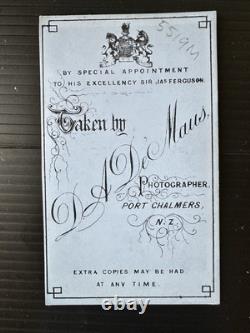 5519M
BY SPECIAL APPOINTMENT
TO HIS EXCELLENCY SIR JAS FERGUSON.
Taken by
D A De Maus.
PHOTOGRAPHER,
PORT CHALMERS,
N.Z.
EXTRA COPIES MAY BE HAD
AT ANY TIME.